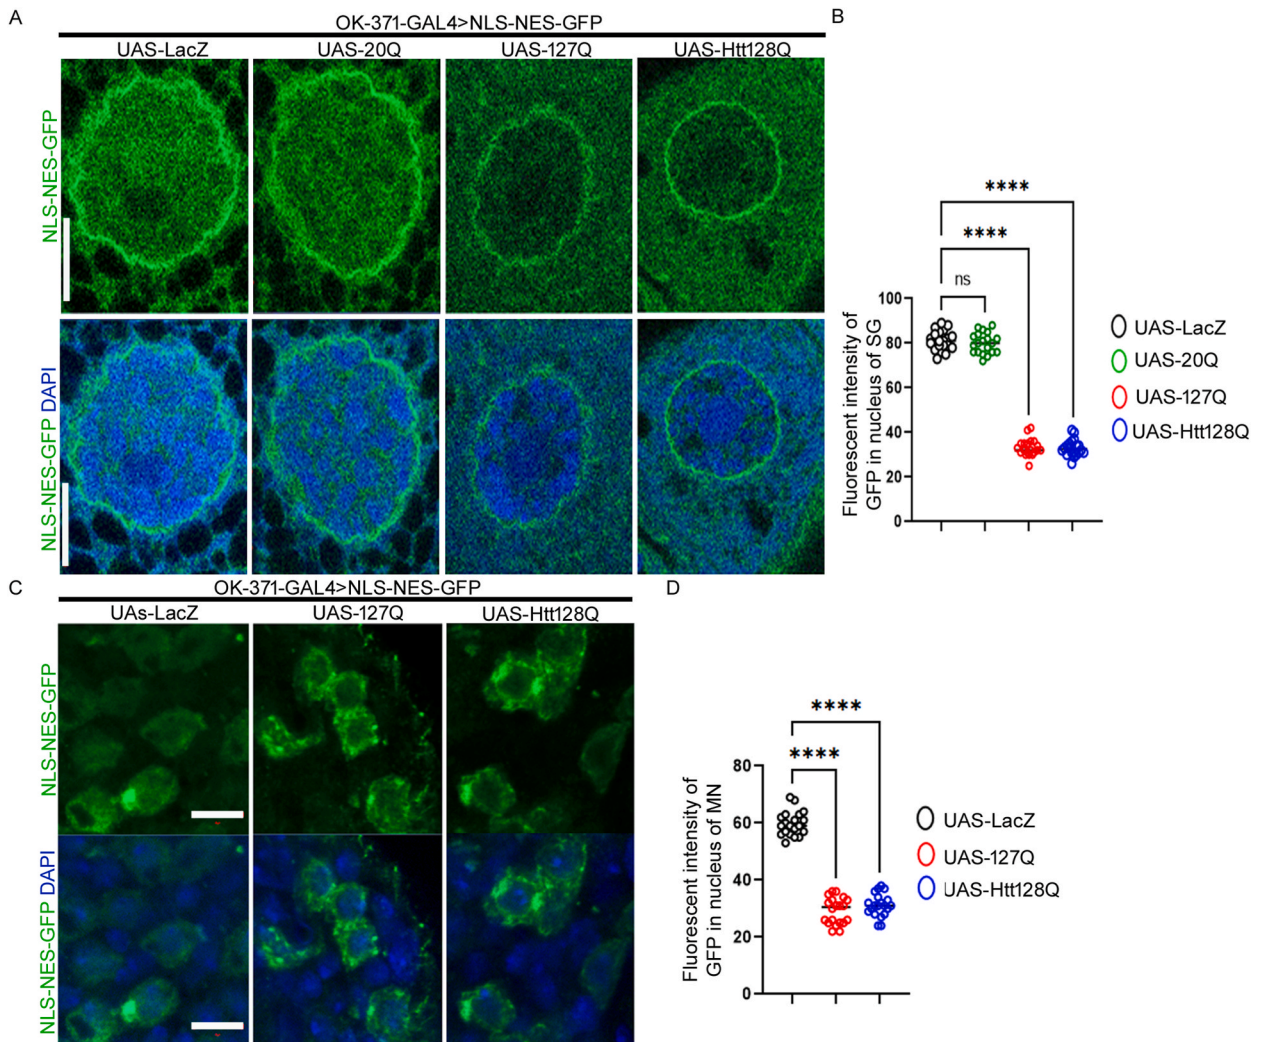 A
OK-371-GAL4>NLS-NES-GFP
UAS-LacZ UAS-20Q UAS-127Q UAS-Htt128Q
NLS-NES-GFP
NLS-NES-GFP DAPI
B
****
****
ns
100
80
60
40
20
0
Fluorescent intensity of
GFP in nucleus of SG
UAS-LacZ
UAS-20Q
UAS-127Q
UAS-Htt128Q
C
OK-371-GAL4>NLS-NES-GFP
UAs-LacZ UAS-127Q UAS-Htt128Q
NLS-NES-GFP
NLS-NES-GFP DAPI
D
****
****
80
60
40
20
0
Fluorescent intensity of
GFP in nucleus of MN
UAS-LacZ
UAS-127Q
UAS-Htt128Q